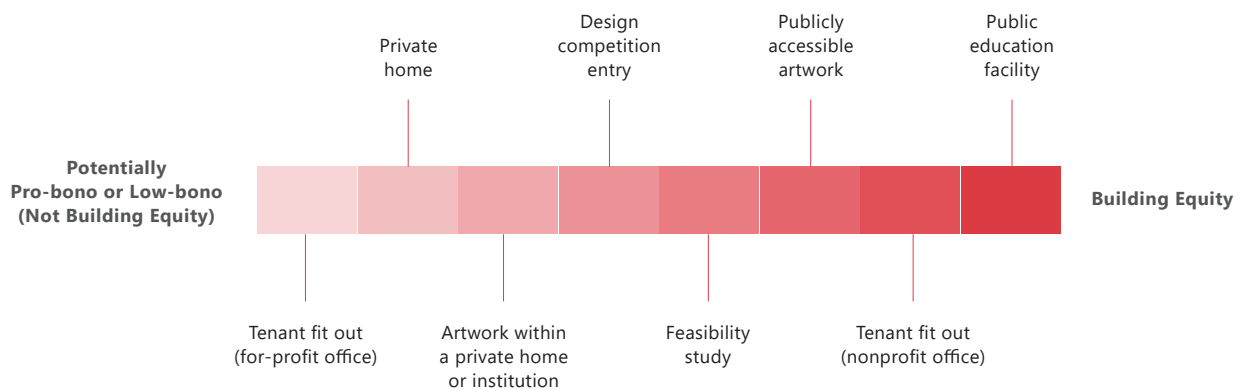 Private
home
Design
competition
entry
Publicly
accessible
artwork
Public
education
facility
Potentially
Pro-bono or Low-bono
(Not Building Equity)
Building Equity
Tenant fit out
(for-profit office)
Artwork within
a private home
or institution
Feasibility
study
Tenant fit out
(nonprofit office)